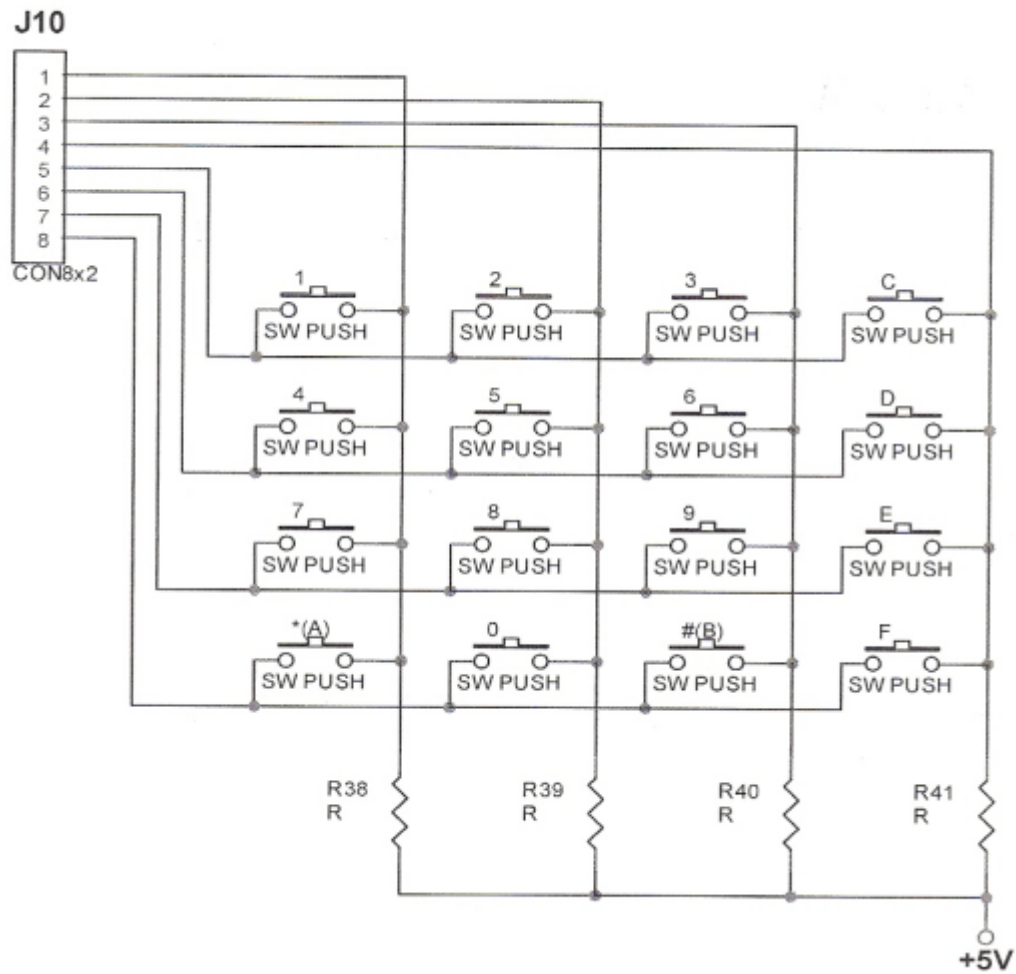 J10
1
2
3
4
5
6
7
8
CON8x2
1 2 3 C
SW PUSH SW PUSH SW PUSH SW PUSH
4 5 6 D
SW PUSH SW PUSH SW PUSH SW PUSH
7 8 9 E
SW PUSH SW PUSH SW PUSH SW PUSH
*(A) 0 #(B) F
SW PUSH SW PUSH SW PUSH SW PUSH
R38 R39 R40 R41
R R R R
+5V